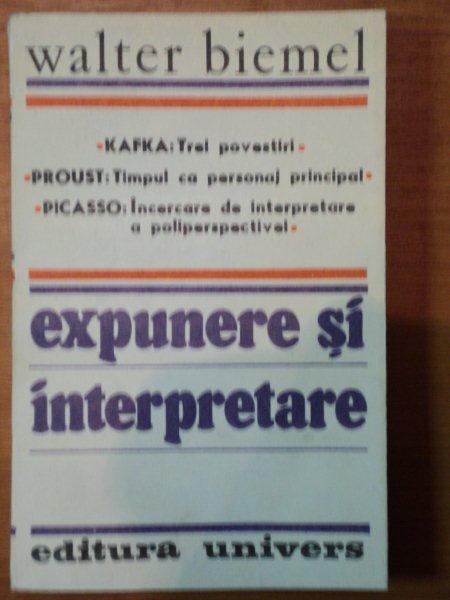 walter biemel
•KAFKA: Trei povestiri•
•PROUST: Timpul ca personaj principal•
•PICASSO: Încercare de interpretare
a poliperspectivei•
expunere și
interpretare
editura univers